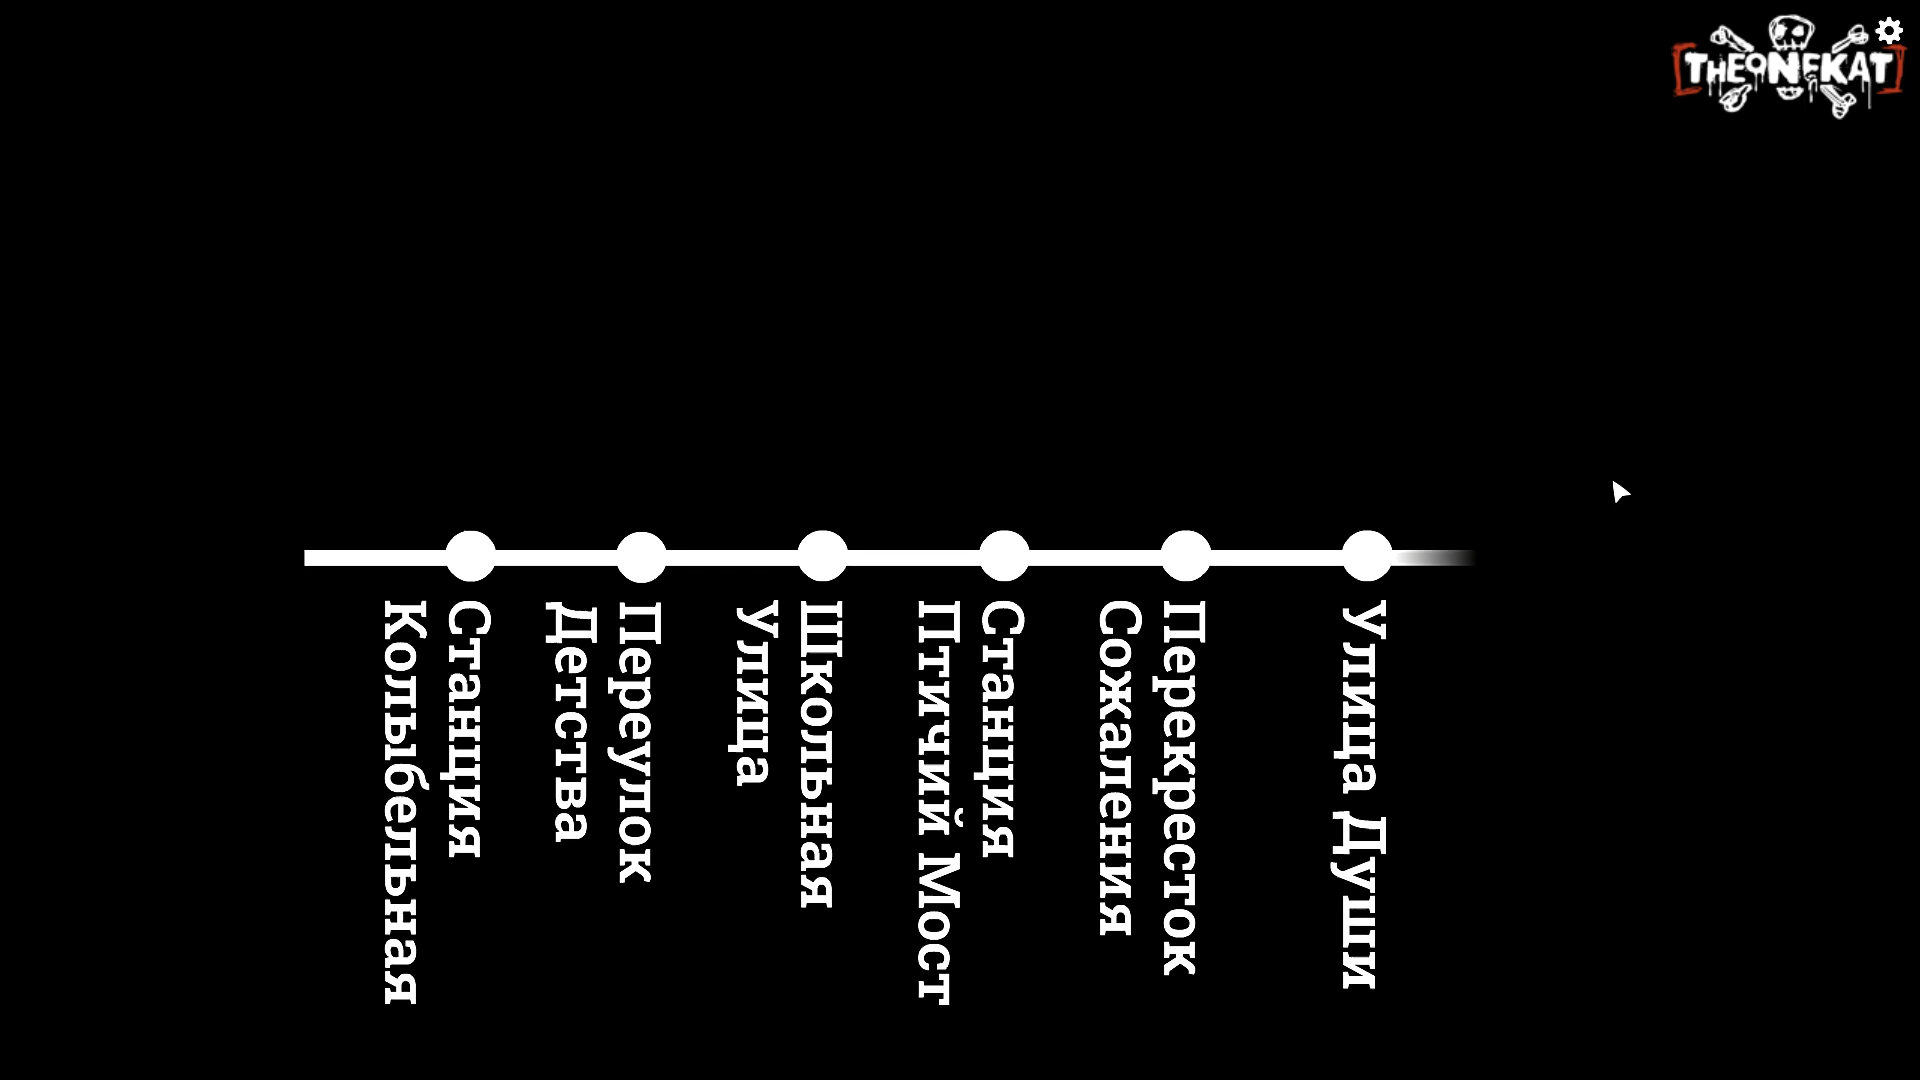 [THEONEKAT]
Станция
Колыбельная
Переулок
Детства
Школьная
Улица
Станция
Птичий Мост
Перекресток
Сожаления
Улица Души